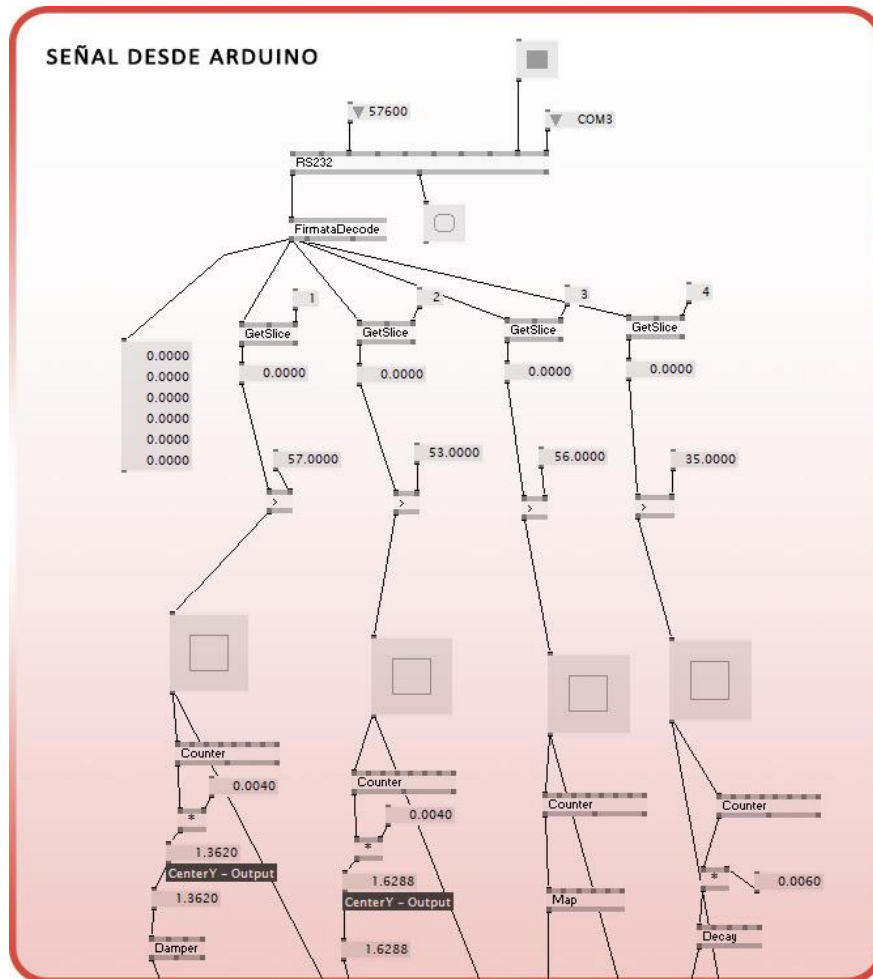 SEÑAL DESDE ARDUINO
57600
COM3
RS232
FirmataDecode
1
2
3
4
GetSlice
GetSlice
GetSlice
GetSlice
0.0000
0.0000
0.0000
0.0000
0.0000
0.0000
0.0000
0.0000
0.0000
0.0000
57.0000
53.0000
56.0000
35.0000
>
>
>
>
Counter
Counter
Counter
Counter
0.0040
0.0040
*
*
*
0.0060
1.3620
CenterY - Output
1.3620
1.6288
CenterY - Output
1.6288
Map
Damper
Decay